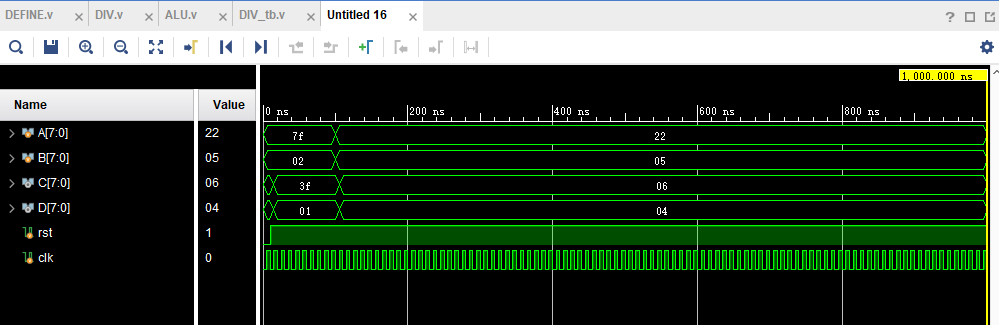 DEFINE.v × DIV.v × ALU.v × DIV_tb.v × Untitled 16 ×
1,000.000 ns
Name Value 0 ns 200 ns 400 ns 600 ns 800 ns
A[7:0] 22 7f 22
B[7:0] 05 02 05
C[7:0] 06 3f 06
D[7:0] 04 01 04
rst 1
clk 0